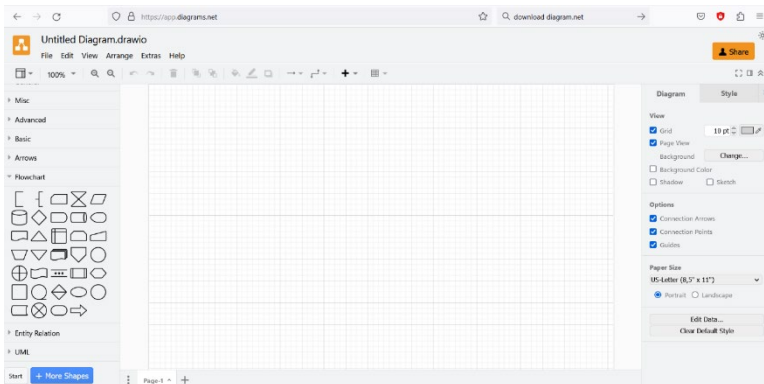 https://app.diagrams.net
download diagram.net
Untitled Diagram.drawio
File Edit View Arrange Extras Help
Share
100%
Misc
Advanced
Basic
Arrows
Flowchart
Entity Relation
UML
Start
+ More Shapes
Page-1
Diagram Style
View
Grid 10 pt
Page View
Background Change...
Background Color
Shadow Sketch
Options
Connection Arrows
Connection Points
Guides
Paper Size
US-Letter (8,5" x 11")
Portrait Landscape
Edit Data...
Clear Default Style